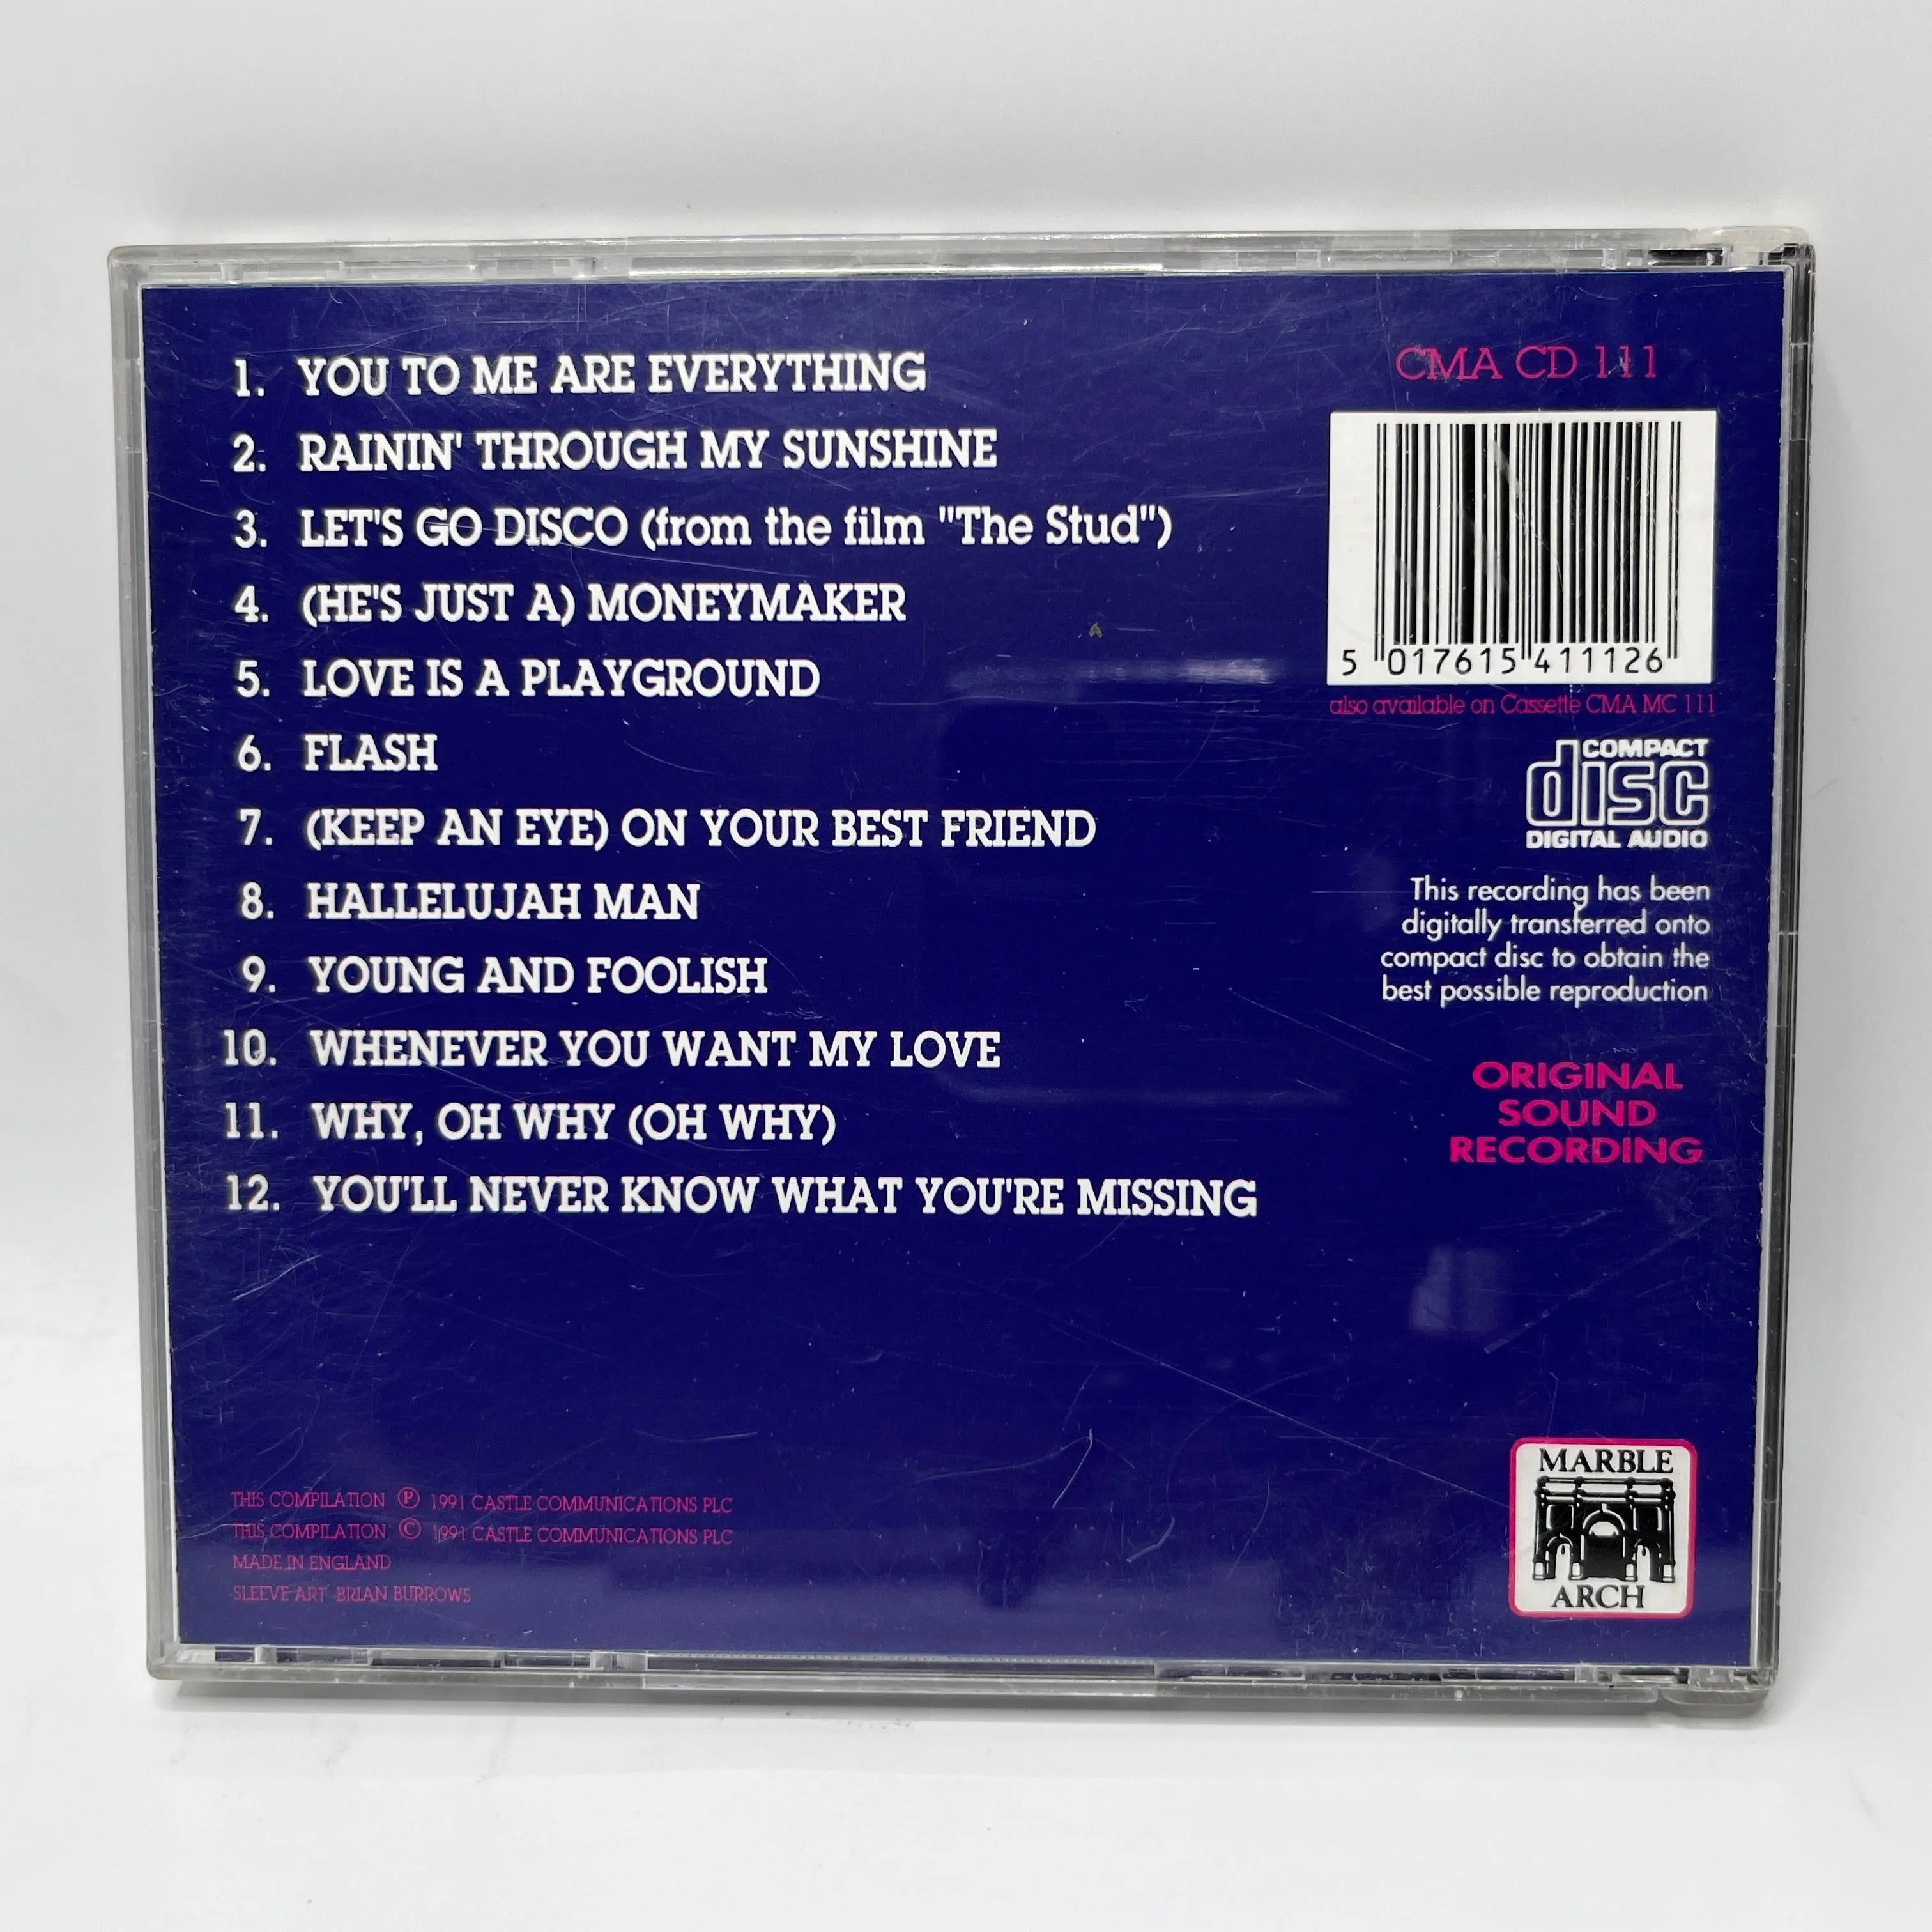 1. YOU TO ME ARE EVERYTHING
2. RAININ' THROUGH MY SUNSHINE
3. LET'S GO DISCO (from the film "The Stud")
4. (HE'S JUST A) MONEYMAKER
5. LOVE IS A PLAYGROUND
6. FLASH
7. (KEEP AN EYE) ON YOUR BEST FRIEND
8. HALLELUJAH MAN
9. YOUNG AND FOOLISH
10. WHENEVER YOU WANT MY LOVE
11. WHY, OH WHY (OH WHY)
12. YOU'LL NEVER KNOW WHAT YOU'RE MISSING
CMA CD 111
5 017615 411126
also available on Cassette CMA MC 111
COMPACT
disc
DIGITAL AUDIO
This recording has been
digitally transferred onto
compact disc to obtain the
best possible reproduction
ORIGINAL
SOUND
RECORDING
THIS COMPILATION ℗ 1991 CASTLE COMMUNICATIONS PLC
THIS COMPILATION © 1991 CASTLE COMMUNICATIONS PLC
MADE IN ENGLAND
SLEEVE ART BRIAN BURROWS
MARBLE
ARCH